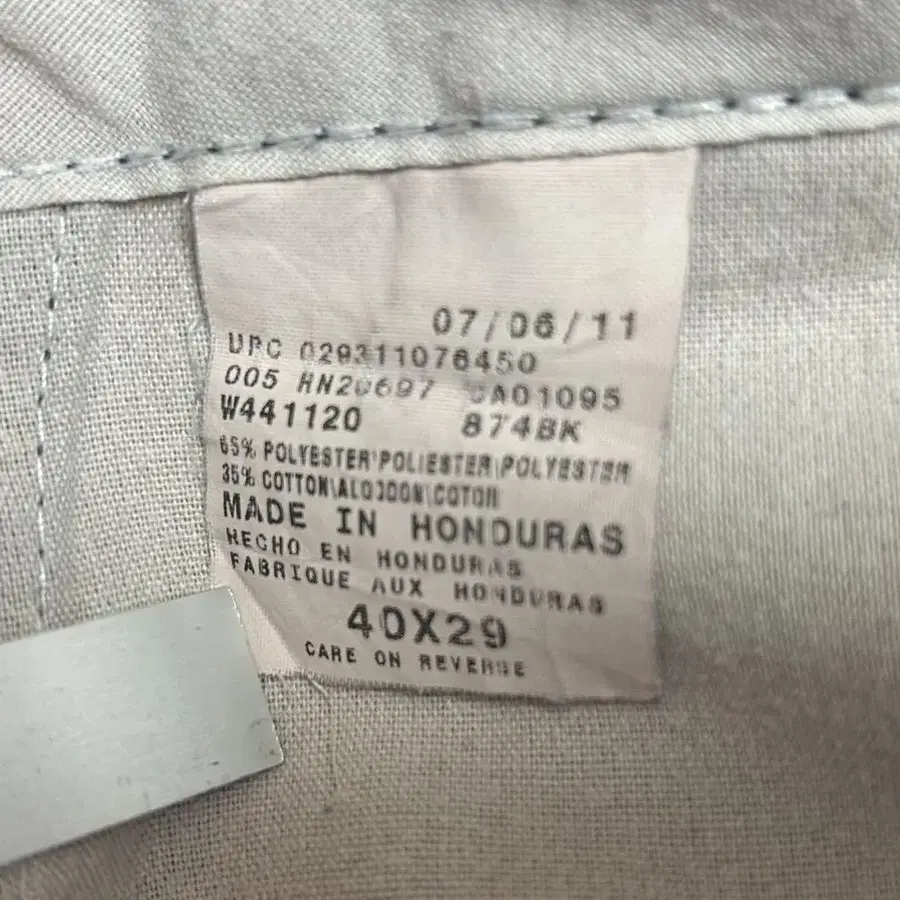 07/06/11
UPC 029311076450
005 HN20697 CA01095
W441120 874BK
65% POLYESTER\POLIESTER\POLYESTER
35% COTTON\ALGODON\COTON
MADE IN HONDURAS
HECHO EN HONDURAS
FABRIQUE AUX HONDURAS
40X29
CARE ON REVERSE